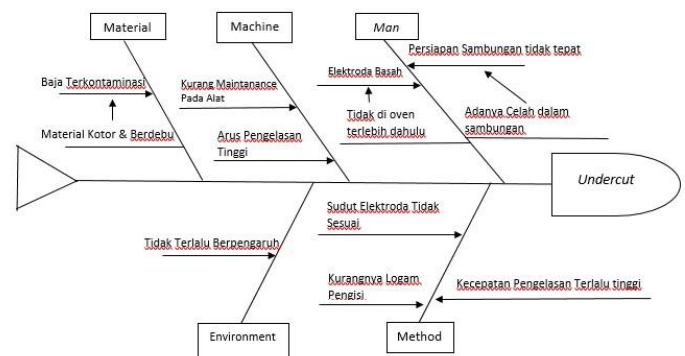 Material
Machine
Man
Persiapan Sambungan tidak tepat
Baja Terkontaminasi
Kurang Maintanance
Pada Alat
Elektroda Basah
Tidak di oven
terlebih dahulu
Adanya Celah dalam
sambungan
Material Kotor & Berdebu
Arus Pengelasan
Tinggi
Undercut
Sudut Elektroda Tidak
Sesuai
Tidak Terlalu Berpengaruh
Kurangnya Logam
Pengisi
Kecepatan Pengelasan Terlalu tinggi
Environment
Method